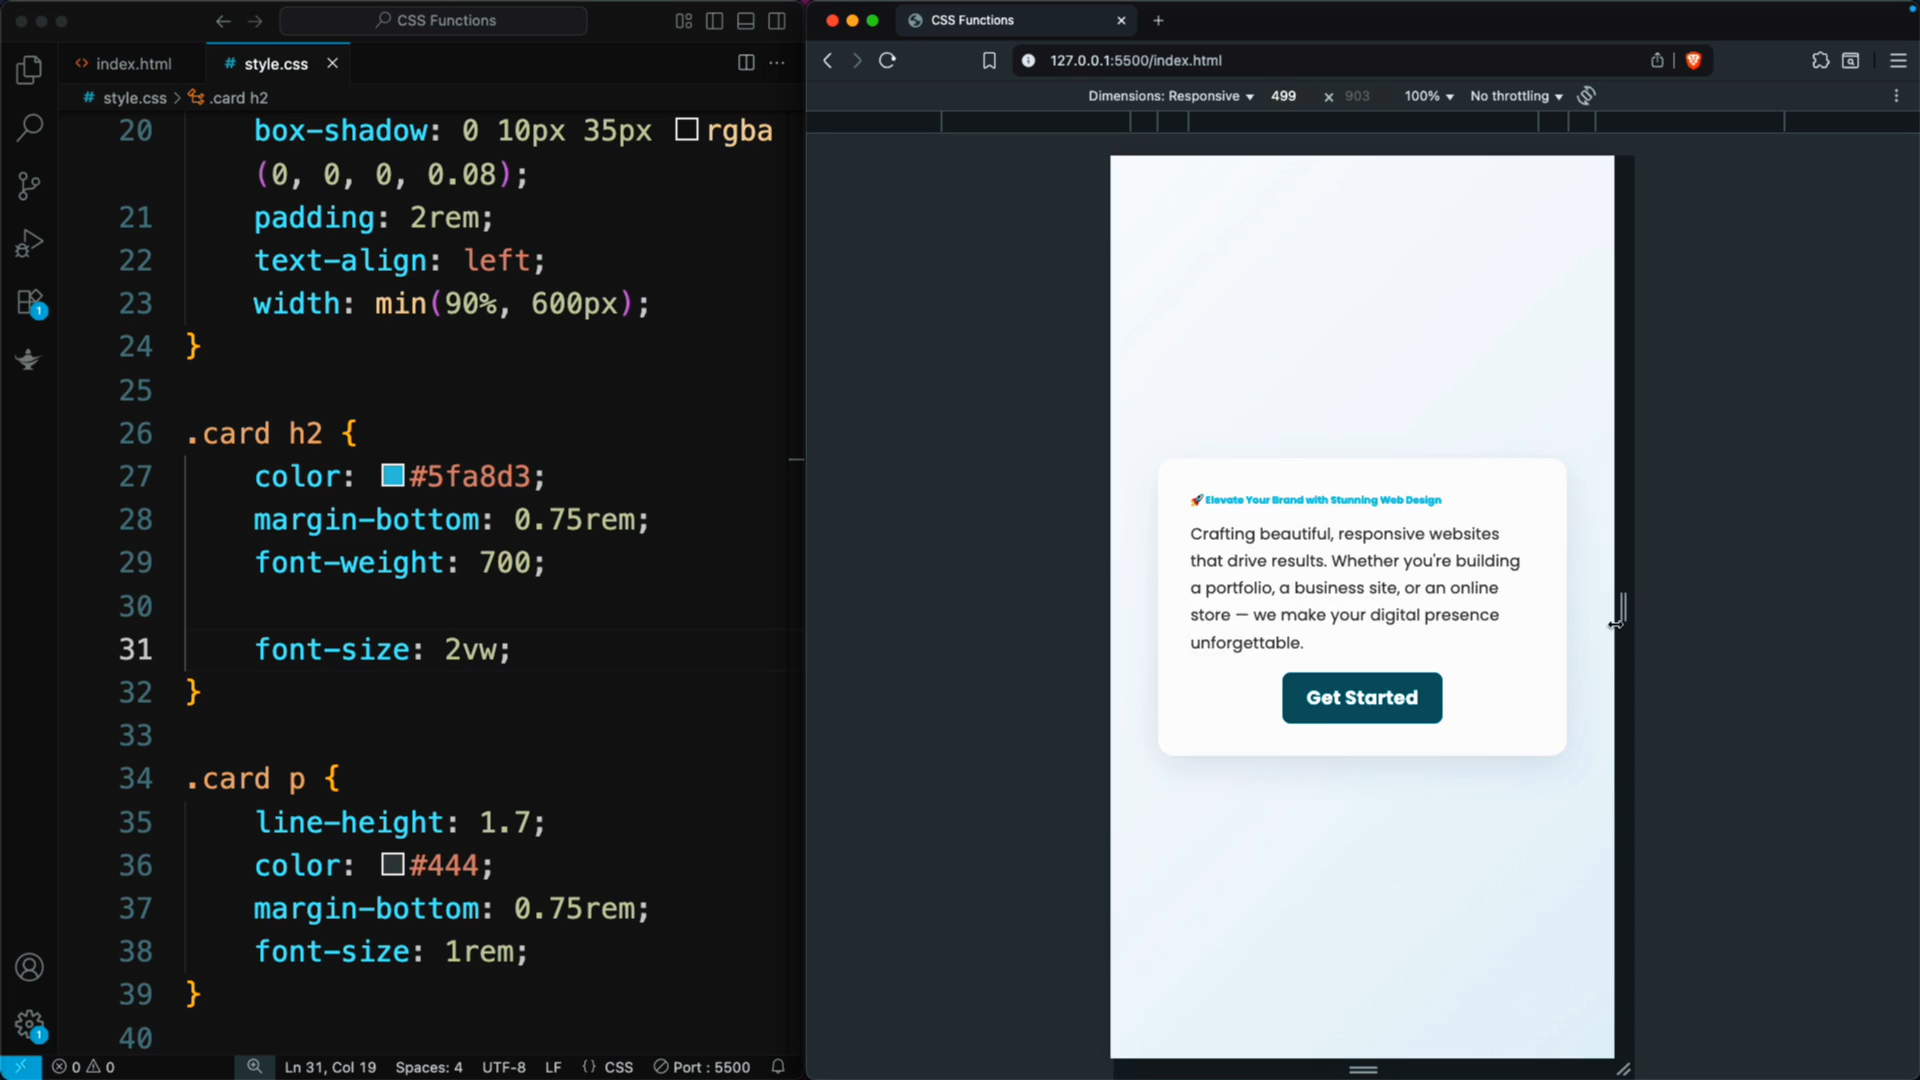 CSS Functions
index.html
# style.css
# style.css > .card h2
20 box-shadow: 0 10px 35px rgba
(0, 0, 0, 0.08);
21 padding: 2rem;
22 text-align: left;
23 width: min(90%, 600px);
24 }
25
26 .card h2 {
27 color: #5fa8d3;
28 margin-bottom: 0.75rem;
29 font-weight: 700;
30
31 font-size: 2vw;
32 }
33
34 .card p {
35 line-height: 1.7;
36 color: #444;
37 margin-bottom: 0.75rem;
38 font-size: 1rem;
39 }
40
1
1
0 0
Ln 31, Col 19
Spaces: 4
UTF-8
LF
{} CSS
Port : 5500
CSS Functions
127.0.0.1:5500/index.html
Dimensions: Responsive 499 × 903 100% No throttling
🚀 Elevate Your Brand with Stunning Web Design
Crafting beautiful, responsive websites
that drive results. Whether you're building
a portfolio, a business site, or an online
store — we make your digital presence
unforgettable.
Get Started